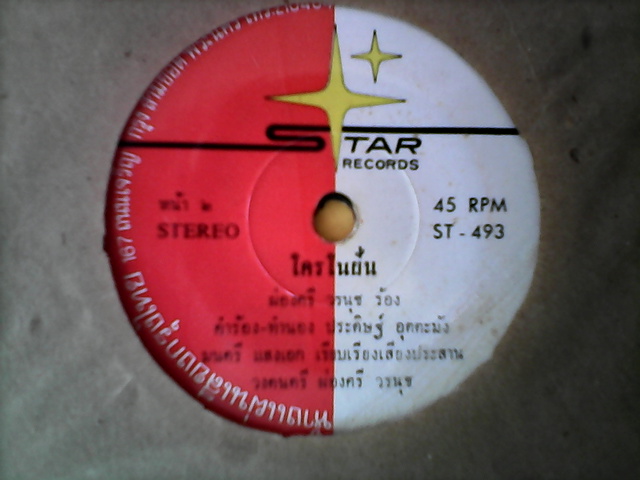 STAR
RECORDS
หน้า ๒
STEREO
45 RPM
ST - 493
ใครในฝัน
ผ่องศรี วรนุช ร้อง
คำร้อง-ทำนอง ประดิษฐ์ อุตตะมัง
มนตรี แสงเอก เรียบเรียงเสียงประสาน
วงดนตรี ผ่องศรี วรนุช